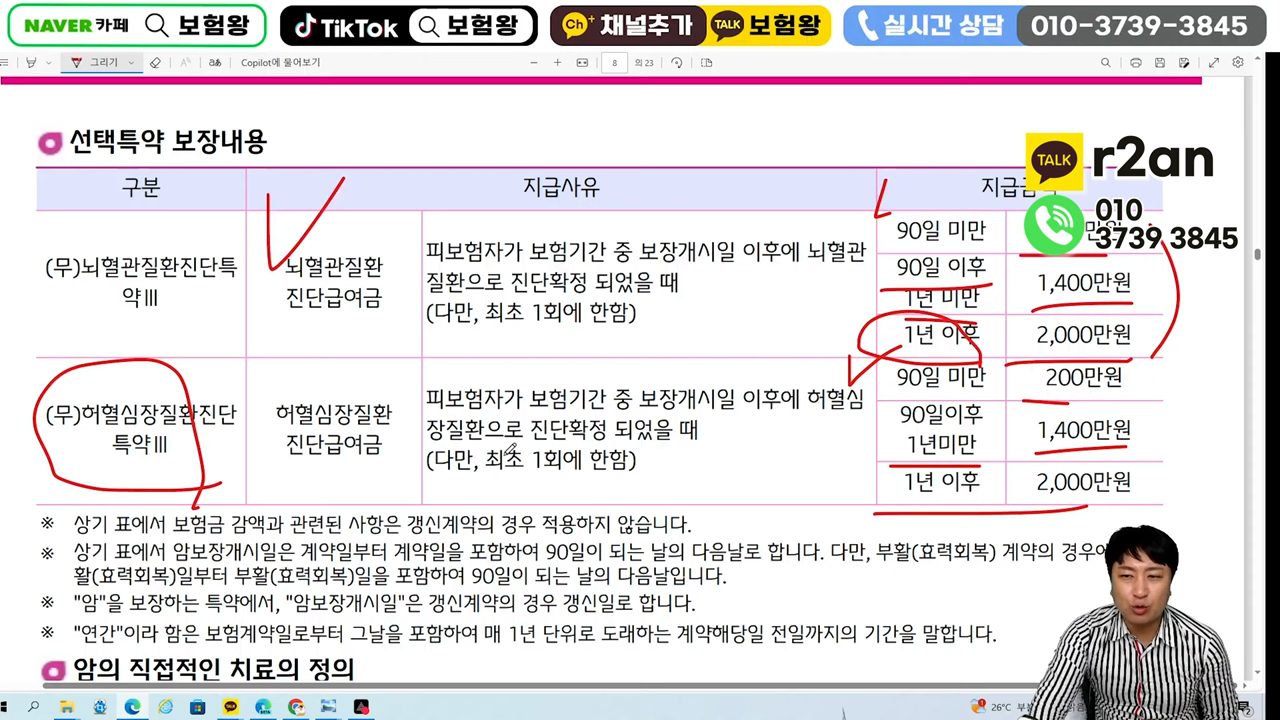 NAVER 카페 보험왕
TikTok 보험왕
Ch+ 채널추가 TALK 보험왕
실시간 상담 010-3739-3845
그리기
Copilot에 물어보기
8 의 23
선택특약 보장내용
TALK r2an
구분 지급사유
010
3739 3845
(무)뇌혈관질환진단특
약Ⅲ
뇌혈관질환
진단급여금
피보험자가 보험기간 중 보장개시일 이후에 뇌혈관
질환으로 진단확정 되었을 때
(다만, 최초 1회에 한함)
90일 미만
90일 이후
1년 미만
1,400만원
1년 이후 2,000만원
(무)허혈심장질환진단
특약Ⅲ
허혈심장질환
진단급여금
피보험자가 보험기간 중 보장개시일 이후에 허혈심
장질환으로 진단확정 되었을 때
(다만, 최초 1회에 한함)
90일 미만 200만원
90일이후
1년미만
1,400만원
1년 이후 2,000만원
※ 상기 표에서 보험금 감액과 관련된 사항은 갱신계약의 경우 적용하지 않습니다.
※ 상기 표에서 암보장개시일은 계약일부터 계약일을 포함하여 90일이 되는 날의 다음날로 합니다. 다만, 부활(효력회복) 계약의 경우
활(효력회복)일부터 부활(효력회복)일을 포함하여 90일이 되는 날의 다음날입니다.
※ "암"을 보장하는 특약에서, "암보장개시일"은 갱신계약의 경우 갱신일로 합니다.
※ "연간"이라 함은 보험계약일로부터 그날을 포함하여 매 1년 단위로 도래하는 계약해당일 전일까지의 기간을 말합니다.
암의 직접적인 치료의 정의
26°C